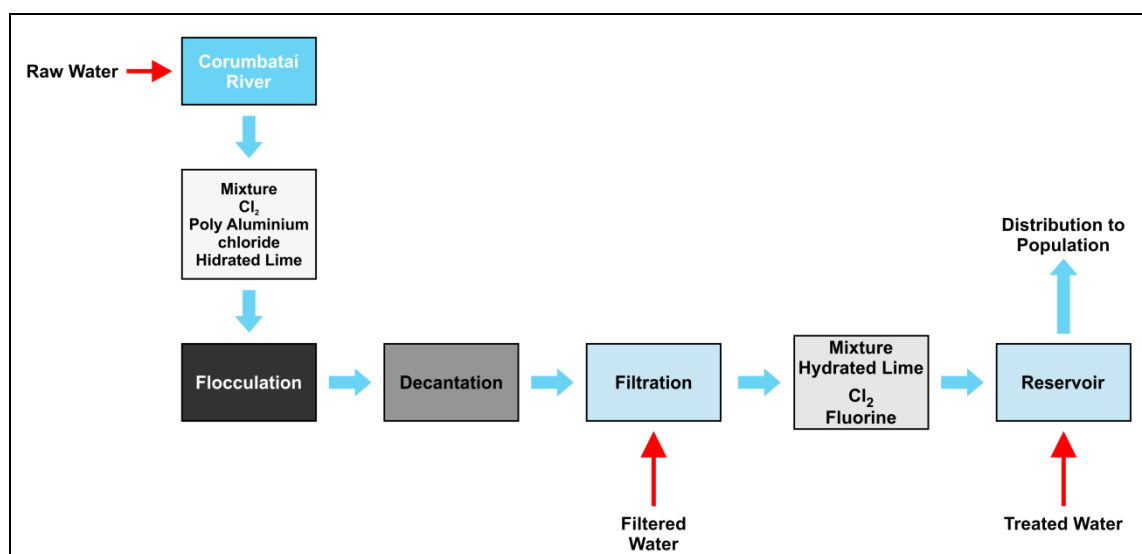 Raw Water
Corumbataí
River
Mixture
Cl₂
Poly Aluminium
chloride
Hidrated Lime
Flocculation
Decantation
Filtration
Mixture
Hydrated Lime
Cl₂
Fluorine
Reservoir
Distribution to
Population
Filtered
Water
Treated Water